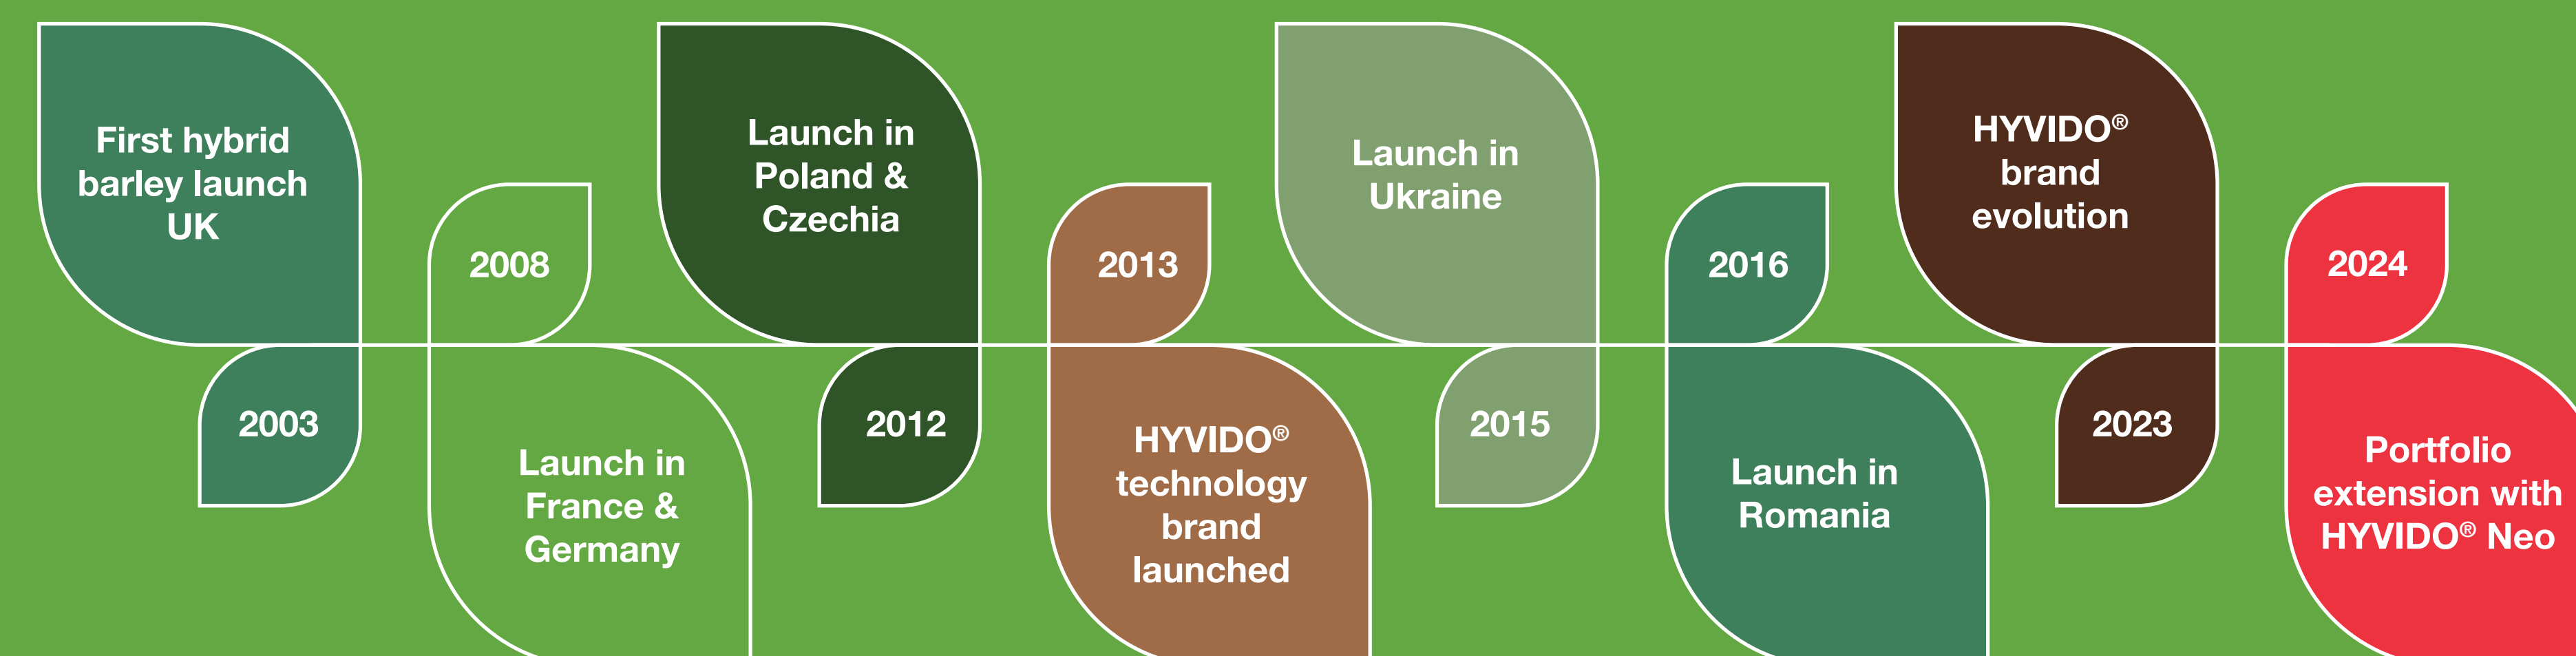 First hybrid
barley launch
UK
2003
2008
Launch in
France &
Germany
Launch in
Poland &
Czechia
2012
2013
HYVIDO®
technology
brand
launched
Launch in
Ukraine
2015
2016
Launch in
Romania
HYVIDO®
brand
evolution
2023
2024
Portfolio
extension with
HYVIDO® Neo